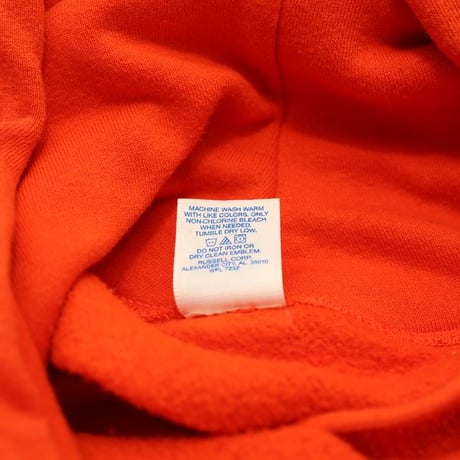 MACHINE WASH WARM
WITH LIKE COLORS. ONLY
NON-CHLORINE BLEACH
WHEN NEEDED
TUMBLE DRY LOW.
DO NOT IRON OR
DRY CLEAN EMBLEM.
RUSSELL CORP.
ALEXANDER CITY, AL. 35010
WPL 7232